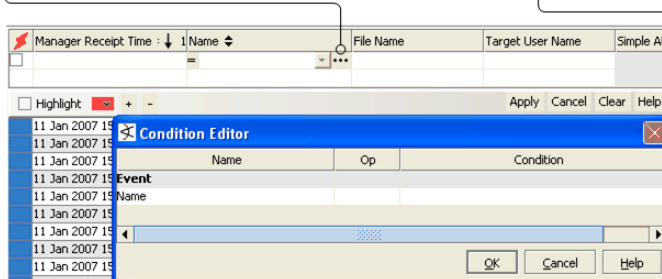 Manager Receipt Time : 1 Name File Name Target User Name Simple A
=
Highlight + - Apply Cancel Clear Help
11 Jan 2007 15
11 Jan 2007 15
11 Jan 2007 15
11 Jan 2007 15
11 Jan 2007 15
11 Jan 2007 15
11 Jan 2007 15
11 Jan 2007 15
11 Jan 2007 15
Condition Editor
Name Op Condition
Event
Name
OK Cancel Help